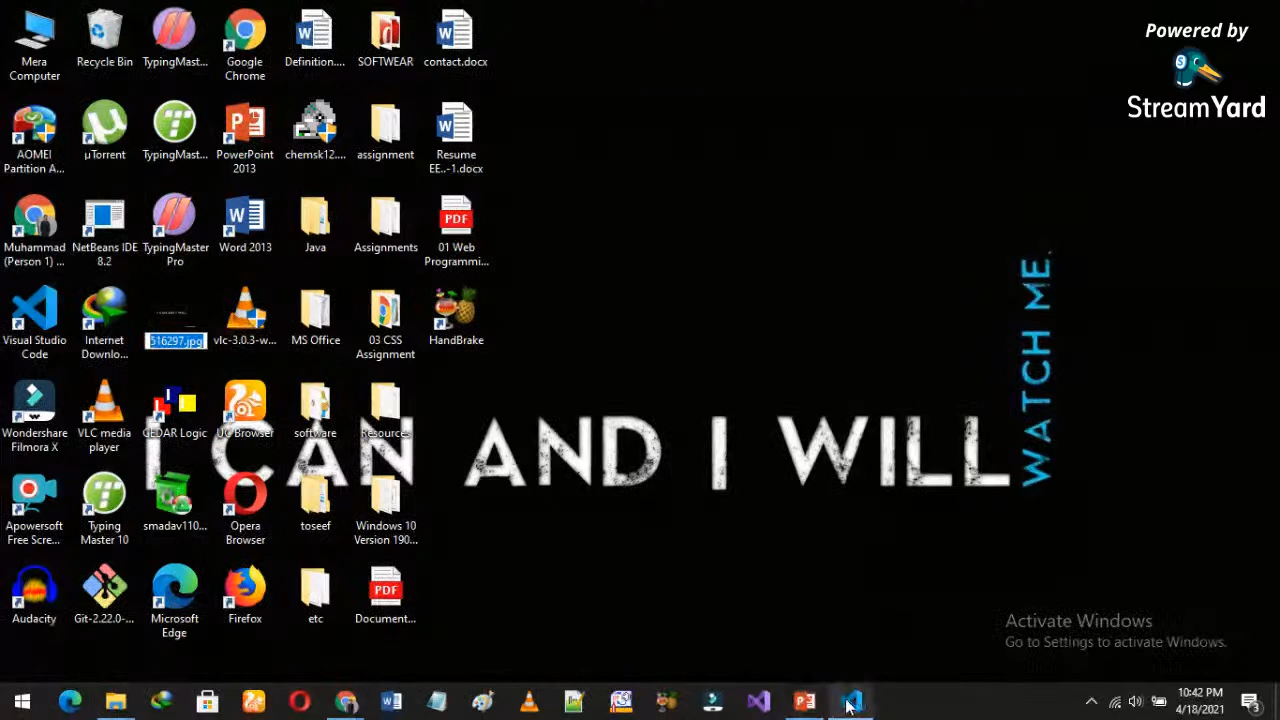 Powered by
StreamYard
Mera
Computer
Recycle Bin
TypingMast...
Google
Chrome
Definition....
SOFTWEAR
contact.docx
AOMEI
Partition A...
µTorrent
TypingMast...
PowerPoint
2013
chemsk12....
assignment
Resume
EE..-1.docx
Muhammad
(Person 1) ...
NetBeans IDE
8.2
TypingMaster
Pro
Word 2013
Java
Assignments
PDF
01 Web
Programmi...
Visual Studio
Code
Internet
Downlo...
516297.jpg
vlc-3.0.3-w...
MS Office
03 CSS
Assignment
HandBrake
Wondershare
Filmora X
VLC media
player
CEDAR Logic
UC Browser
software
Resources
I CAN AND I WILL
WATCH ME.
Apowersoft
Free Scre...
Typing
Master 10
smadav110...
Opera
Browser
toseef
Windows 10
Version 190...
Audacity
Git-2.22.0-...
Microsoft
Edge
Firefox
etc
PDF
Document...
Activate Windows
Go to Settings to activate Windows.
10:42 PM
4/18/2021